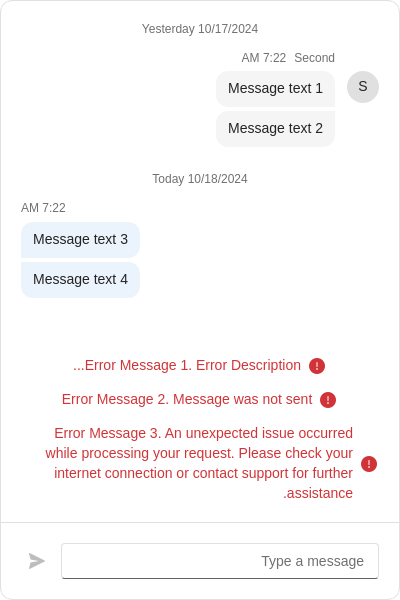 Yesterday 10/17/2024
AM 7:22 Second
S
Message text 1
Message text 2
Today 10/18/2024
AM 7:22
Message text 3
Message text 4
...Error Message 1. Error Description
Error Message 2. Message was not sent
Error Message 3. An unexpected issue occurred
while processing your request. Please check your
internet connection or contact support for further
.assistance
Type a message